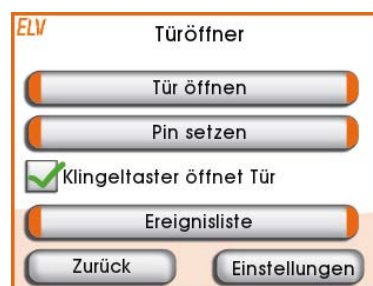 ELV
Türöffner
Tür öffnen
Pin setzen
Klingeltaster öffnet Tür
Ereignisliste
Zurück
Einstellungen